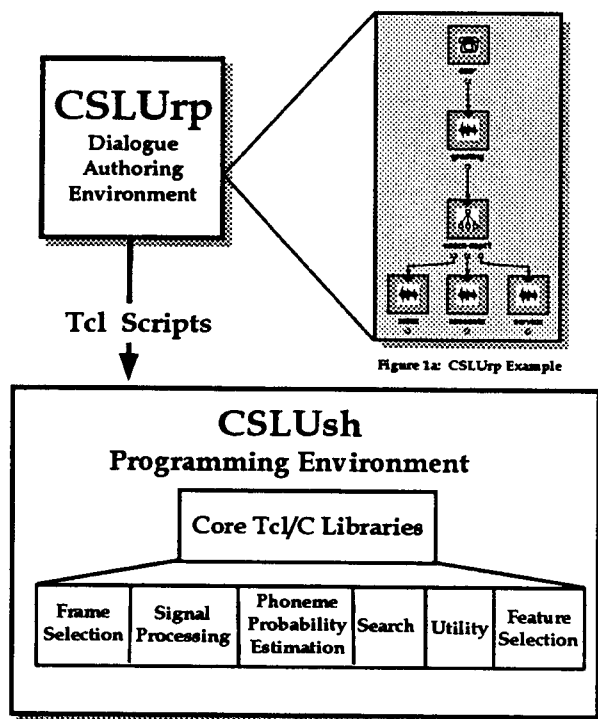 CSLUrp
Dialogue
Authoring
Environment
greeting
Tcl Scripts
Figure 1a: CSLUrp Example
CSLUsh
Programming Environment
Core Tcl/C Libraries
Frame
Selection
Signal
Processing
Phoneme
Probability
Estimation
Search
Utility
Feature
Selection